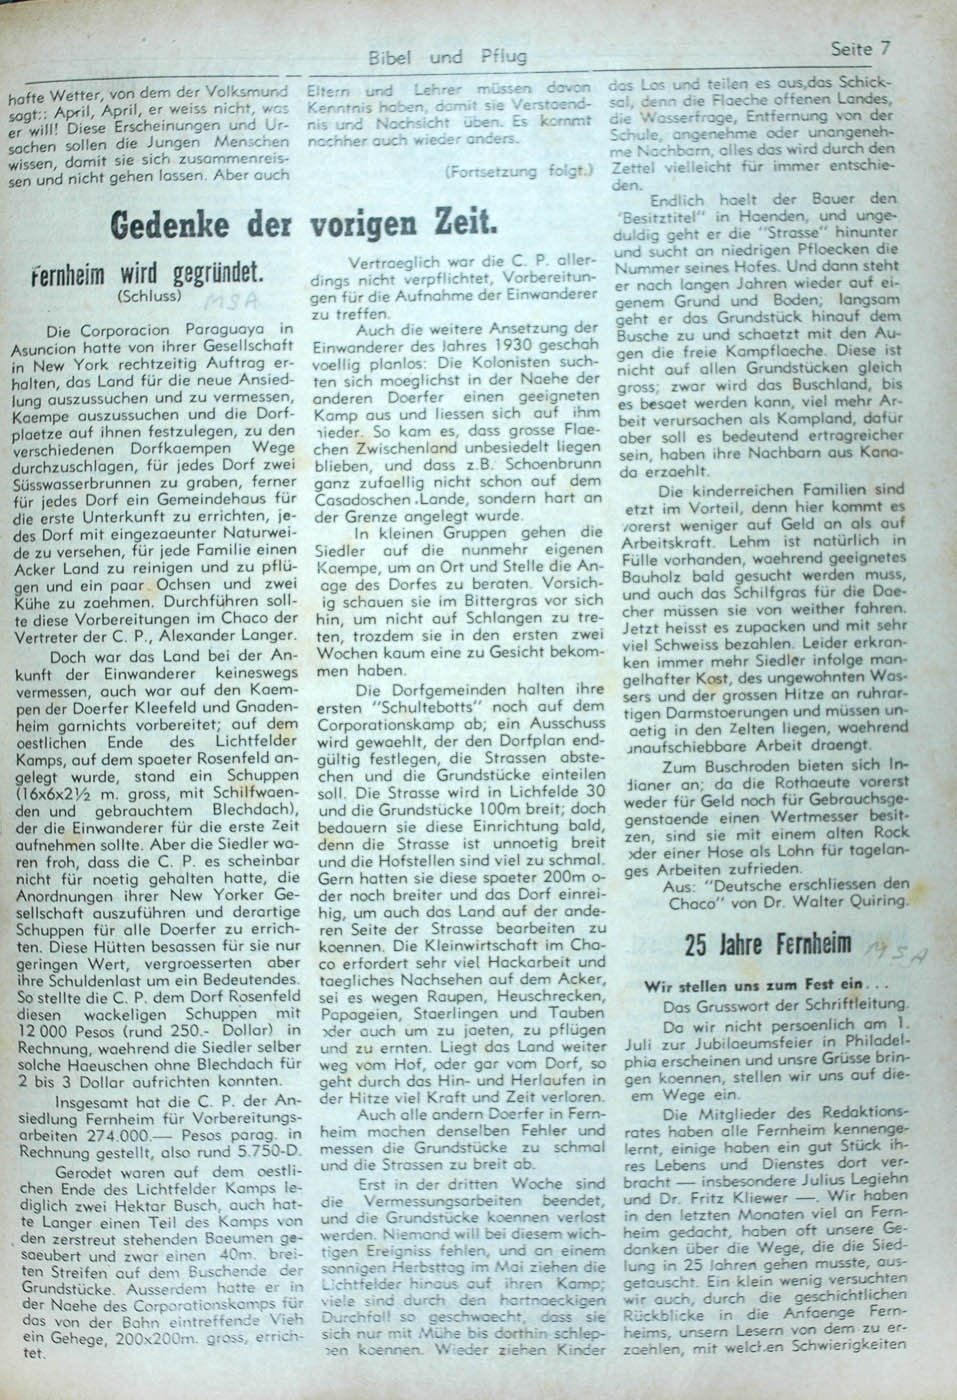 Bibel und Pflug
Seite 7
hafte Wetter, von dem der Volksmund
sagt:: April, April, er weiss nicht, was
er will! Diese Erscheinungen und Ur-
sachen sollen die Jungen Menschen
wissen, damit sie sich zusammenreis-
sen und nicht gehen lassen. Aber auch
Eltern und Lehrer müssen davon
Kenntnis haben, damit sie Verstaend-
nis und Nachsicht üben. Es kommt
nachher auch wieder anders.
(Fortsetzung folgt.)
Gedenke der vorigen Zeit.
Fernheim wird gegründet.
(Schluss)
MSA
Die Corporacion Paraguaya in
Asuncion hatte von ihrer Gesellschaft
in New York rechtzeitig Auftrag er-
halten, das Land für die neue Ansied-
lung auszusuchen und zu vermessen,
Kaempe auszusuchen und die Dorf-
plaetze auf ihnen festzulegen, zu den
verschiedenen Dorfkaempen Wege
durchzuschlagen, für jedes Dorf zwei
Süsswasserbrunnen zu graben, ferner
für jedes Dorf ein Gemeindehaus für
die erste Unterkunft zu errichten, je-
des Dorf mit eingezaeunter Naturwei-
de zu versehen, für jede Familie einen
Acker Land zu reinigen und zu pflü-
gen und ein paar Ochsen und zwei
Kühe zu zaehmen. Durchführen soll-
te diese Vorbereitungen im Chaco der
Vertreter der C. P., Alexander Langer.
Doch war das Land bei der An-
kunft der Einwanderer keineswegs
vermessen, auch war auf den Kaem-
pen der Doerfer Kleefeld und Gnaden-
heim garnichts vorbereitet; auf dem
oestlichen Ende des Lichtfelder
Kamps, auf dem spaeter Rosenfeld an-
gelegt wurde, stand ein Schuppen
(16x6x2½ m. gross, mit Schilfwaen-
den und gebrauchtem Blechdach),
der die Einwanderer für die erste Zeit
aufnehmen sollte. Aber die Siedler wa-
ren froh, dass die C. P. es scheinbar
nicht für noetig gehalten hatte, die
Anordnungen ihrer New Yorker Ge-
sellschaft auszuführen und derartige
Schuppen für alle Doerfer zu errich-
ten. Diese Hütten besassen für sie nur
geringen Wert, vergroesserten aber
ihre Schuldenlast um ein Bedeutendes.
So stellte die C. P. dem Dorf Rosenfeld
diesen wackeligen Schuppen mit
12 000 Pesos (rund 250.- Dollar) in
Rechnung, waehrend die Siedler selber
solche Haeuschen ohne Blechdach für
2 bis 3 Dollar aufrichten konnten.
Insgesamt hat die C. P. der An-
siedlung Fernheim für Vorbereitungs-
arbeiten 274.000.— Pesos parag. in
Rechnung gestellt, also rund 5.750-D.
Gerodet waren auf dem oestli-
chen Ende des Lichtfelder Kamps le-
diglich zwei Hektar Busch, auch hat-
te Langer einen Teil des Kamps von
den zerstreut stehenden Baeumen ge-
saeubert und zwar einen 40m. brei-
ten Streifen auf dem Buschende der
Grundstücke. Ausserdem hatte er in
der Naehe des Corporationskamps für
das von der Bahn eintreffende Vieh
ein Gehege, 200x200m. gross, errich-
tet.
Vertraeglich war die C. P. aller-
dings nicht verpflichtet, Vorbereitun-
gen für die Aufnahme der Einwanderer
zu treffen.
Auch die weitere Ansetzung der
Einwanderer des Jahres 1930 geschah
voellig planlos: Die Kolonisten such-
ten sich moeglichst in der Naehe der
anderen Doerfer einen geeigneten
Kamp aus und liessen sich auf ihm
nieder. So kam es, dass grosse Flae-
chen Zwischenland unbesiedelt liegen
blieben, und dass z.B. Schoenbrunn
ganz zufaellig nicht schon auf dem
Casadoschen Lande, sondern hart an
der Grenze angelegt wurde.
In kleinen Gruppen gehen die
Siedler auf die nunmehr eigenen
Kaempe, um an Ort und Stelle die An-
age des Dorfes zu beraten. Vorsich-
ig schauen sie im Bittergras vor sich
hin, um nicht auf Schlangen zu tre-
ten, trozdem sie in den ersten zwei
Wochen kaum eine zu Gesicht bekom-
men haben.
Die Dorfgemeinden halten ihre
ersten "Schultebotts" noch auf dem
Corporationskamp ab; ein Ausschuss
wird gewaehlt, der den Dorfplan end-
gültig festlegen, die Strassen abste-
chen und die Grundstücke einteilen
soll. Die Strasse wird in Lichfelde 30
und die Grundstücke 100m breit; doch
bedauern sie diese Einrichtung bald,
denn die Strasse ist unnoetig breit
und die Hofstellen sind viel zu schmal.
Gern hatten sie diese spaeter 200m o-
der noch breiter und das Dorf einrei-
hig, um auch das Land auf der ande-
ren Seite der Strasse bearbeiten zu
koennen. Die Kleinwirtschaft im Cha-
co erfordert sehr viel Hackarbeit und
taegliches Nachsehen auf dem Acker,
sei es wegen Raupen, Heuschrecken,
Papageien, Staerlingen und Tauben
oder auch um zu jaeten, zu pflügen
und zu ernten. Liegt das Land weiter
weg vom Hof, oder gar vom Dorf, so
geht durch das Hin- und Herlaufen in
der Hitze viel Kraft und Zeit verloren.
Auch alle andern Doerfer in Fern-
heim machen denselben Fehler und
messen die Grundstücke zu schmal
und die Strassen zu breit ab.
Erst in der dritten Woche sind
die Vermessungsarbeiten beendet,
und die Grundstücke koennen verlost
werden. Niemand will bei diesem wich-
tigen Ereigniss fehlen, und an einem
sonnigen Herbsttag im Mai ziehen die
Lichtfelder hinaus auf ihren Kamp;
viele sind durch den hartnaeckigen
Durchfall so geschwaecht, dass sie
sich nur mit Mühe bis dorthin schlep-
pen koennen. Wieder ziehen Kinder
das Los und teilen es aus,das Schick-
sal, denn die Flaeche offenen Landes,
die Wasserfrage, Entfernung von der
Schule, angenehme oder unangeneh-
me Nachbarn, alles das wird durch den
Zettel vielleicht für immer entschie-
den.
Endlich haelt der Bauer den
"Besitztitel" in Haenden, und unge-
duldig geht er die "Strasse" hinunter
und sucht an niedrigen Pfloecken die
Nummer seines Hofes. Und dann steht
er nach langen Jahren wieder auf ei-
genem Grund und Boden; langsam
geht er das Grundstück hinauf dem
Busche zu und schaetzt mit den Au-
gen die freie Kampflaeche. Diese ist
nicht auf allen Grundstücken gleich
gross; zwar wird das Buschland, bis
es besaet werden kann, viel mehr Ar-
beit verursachen als Kampland, dafür
aber soll es bedeutend ertragreicher
sein, haben ihre Nachbarn aus Kana-
da erzaehlt.
Die kinderreichen Familien sind
etzt im Vorteil, denn hier kommt es
vorerst weniger auf Geld an als auf
Arbeitskraft. Lehm ist natürlich in
Fülle vorhanden, waehrend geeignetes
Bauholz bald gesucht werden muss,
und auch das Schilfgras für die Dae-
cher müssen sie von weither fahren.
Jetzt heisst es zupacken und mit sehr
viel Schweiss bezahlen. Leider erkran-
ken immer mehr Siedler infolge man-
gelhafter Kost, des ungewohnten Was-
sers und der grossen Hitze an ruhrar-
tigen Darmstoerungen und müssen un-
aetig in den Zelten liegen, waehrend
unaufschiebbare Arbeit draengt.
Zum Buschroden bieten sich In-
dianer an; da die Rothaeute vorerst
weder für Geld noch für Gebrauchsge-
genstaende einen Wertmesser besit-
zen, sind sie mit einem alten Rock
oder einer Hose als Lohn für tagelan-
ges Arbeiten zufrieden.
Aus: "Deutsche erschliessen den
Chaco" von Dr. Walter Quiring.
25 Jahre Fernheim
MSA
Wir stellen uns zum Fest ein...
Das Grusswort der Schriftleitung.
Da wir nicht persoenlich am 1.
Juli zur Jubilaeumsfeier in Philadel-
phia erscheinen und unsre Grüsse brin-
gen koennen, stellen wir uns auf die-
em Wege ein.
Die Mitglieder des Redaktions-
rates haben alle Fernheim kennenge-
lernt, einige haben ein gut Stück ih-
res Lebens und Dienstes dort ver-
bracht — insbesondere Julius Legiehn
und Dr. Fritz Kliewer —. Wir haben
in den letzten Monaten viel an Fern-
heim gedacht, haben oft unsere Ge-
danken über die Wege, die die Sied-
lung in 25 Jahren gehen musste, aus-
getauscht. Ein klein wenig versuchten
wir auch, durch die geschichtlichen
Rückblicke in die Anfaenge Fern-
heims, unsern Lesern von dem zu er-
zaehlen, mit welchen Schwierigkeiten